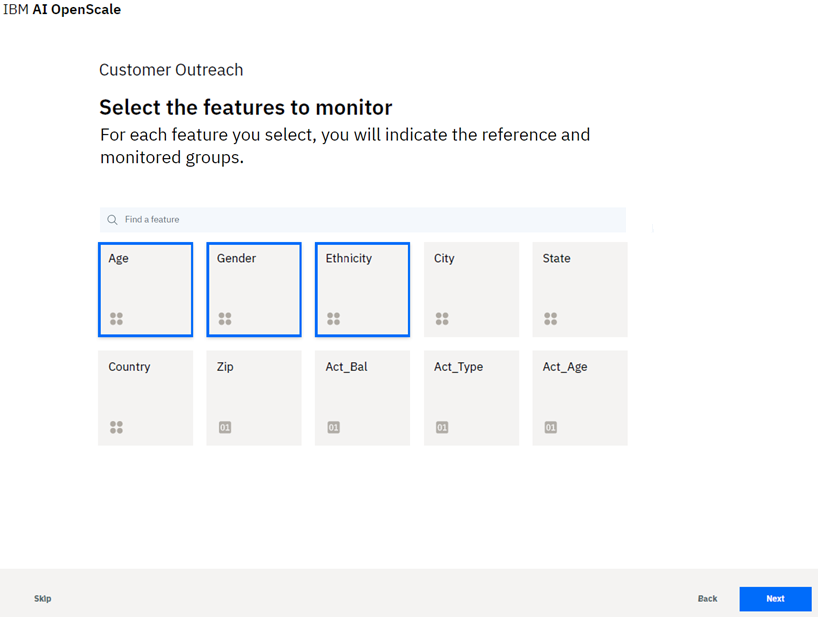 IBM AI OpenScale
Customer Outreach
Select the features to monitor
For each feature you select, you will indicate the reference and
monitored groups.
Find a feature
Age
Gender
Ethnicity
City
State
Country
Zip
Act_Bal
Act_Type
Act_Age
01
01
01
01
Skip
Back
Next